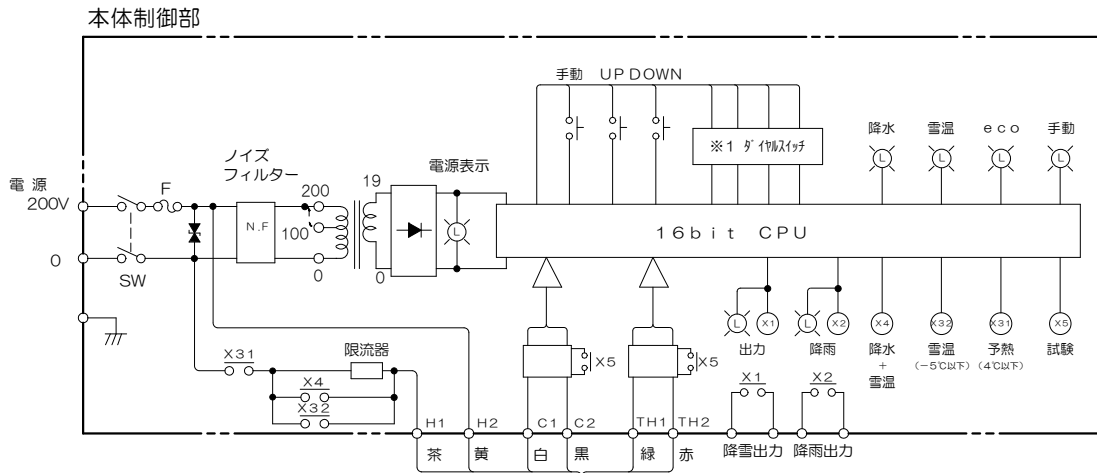 本体制御部
手動 UP DOWN
※1 ダイヤルスイッチ
降水 雪温 eco 手動
L L L L
電源
200V
0
F
SW
ノイズ
フィルター
N.F
200
100
0
19
0
電源表示
L
16bit CPU
L X1 L X2 X4 X32 X31 X5
出力 降雨 降水
+
雪温
雪温
(−5℃以下)
予熱
(4℃以下)
試験
X31
限流器
X4
X32
X5 X5
X1 X2
H1 H2 C1 C2 TH1 TH2
茶 黄 白 黒 緑 赤 降雪出力 降雨出力